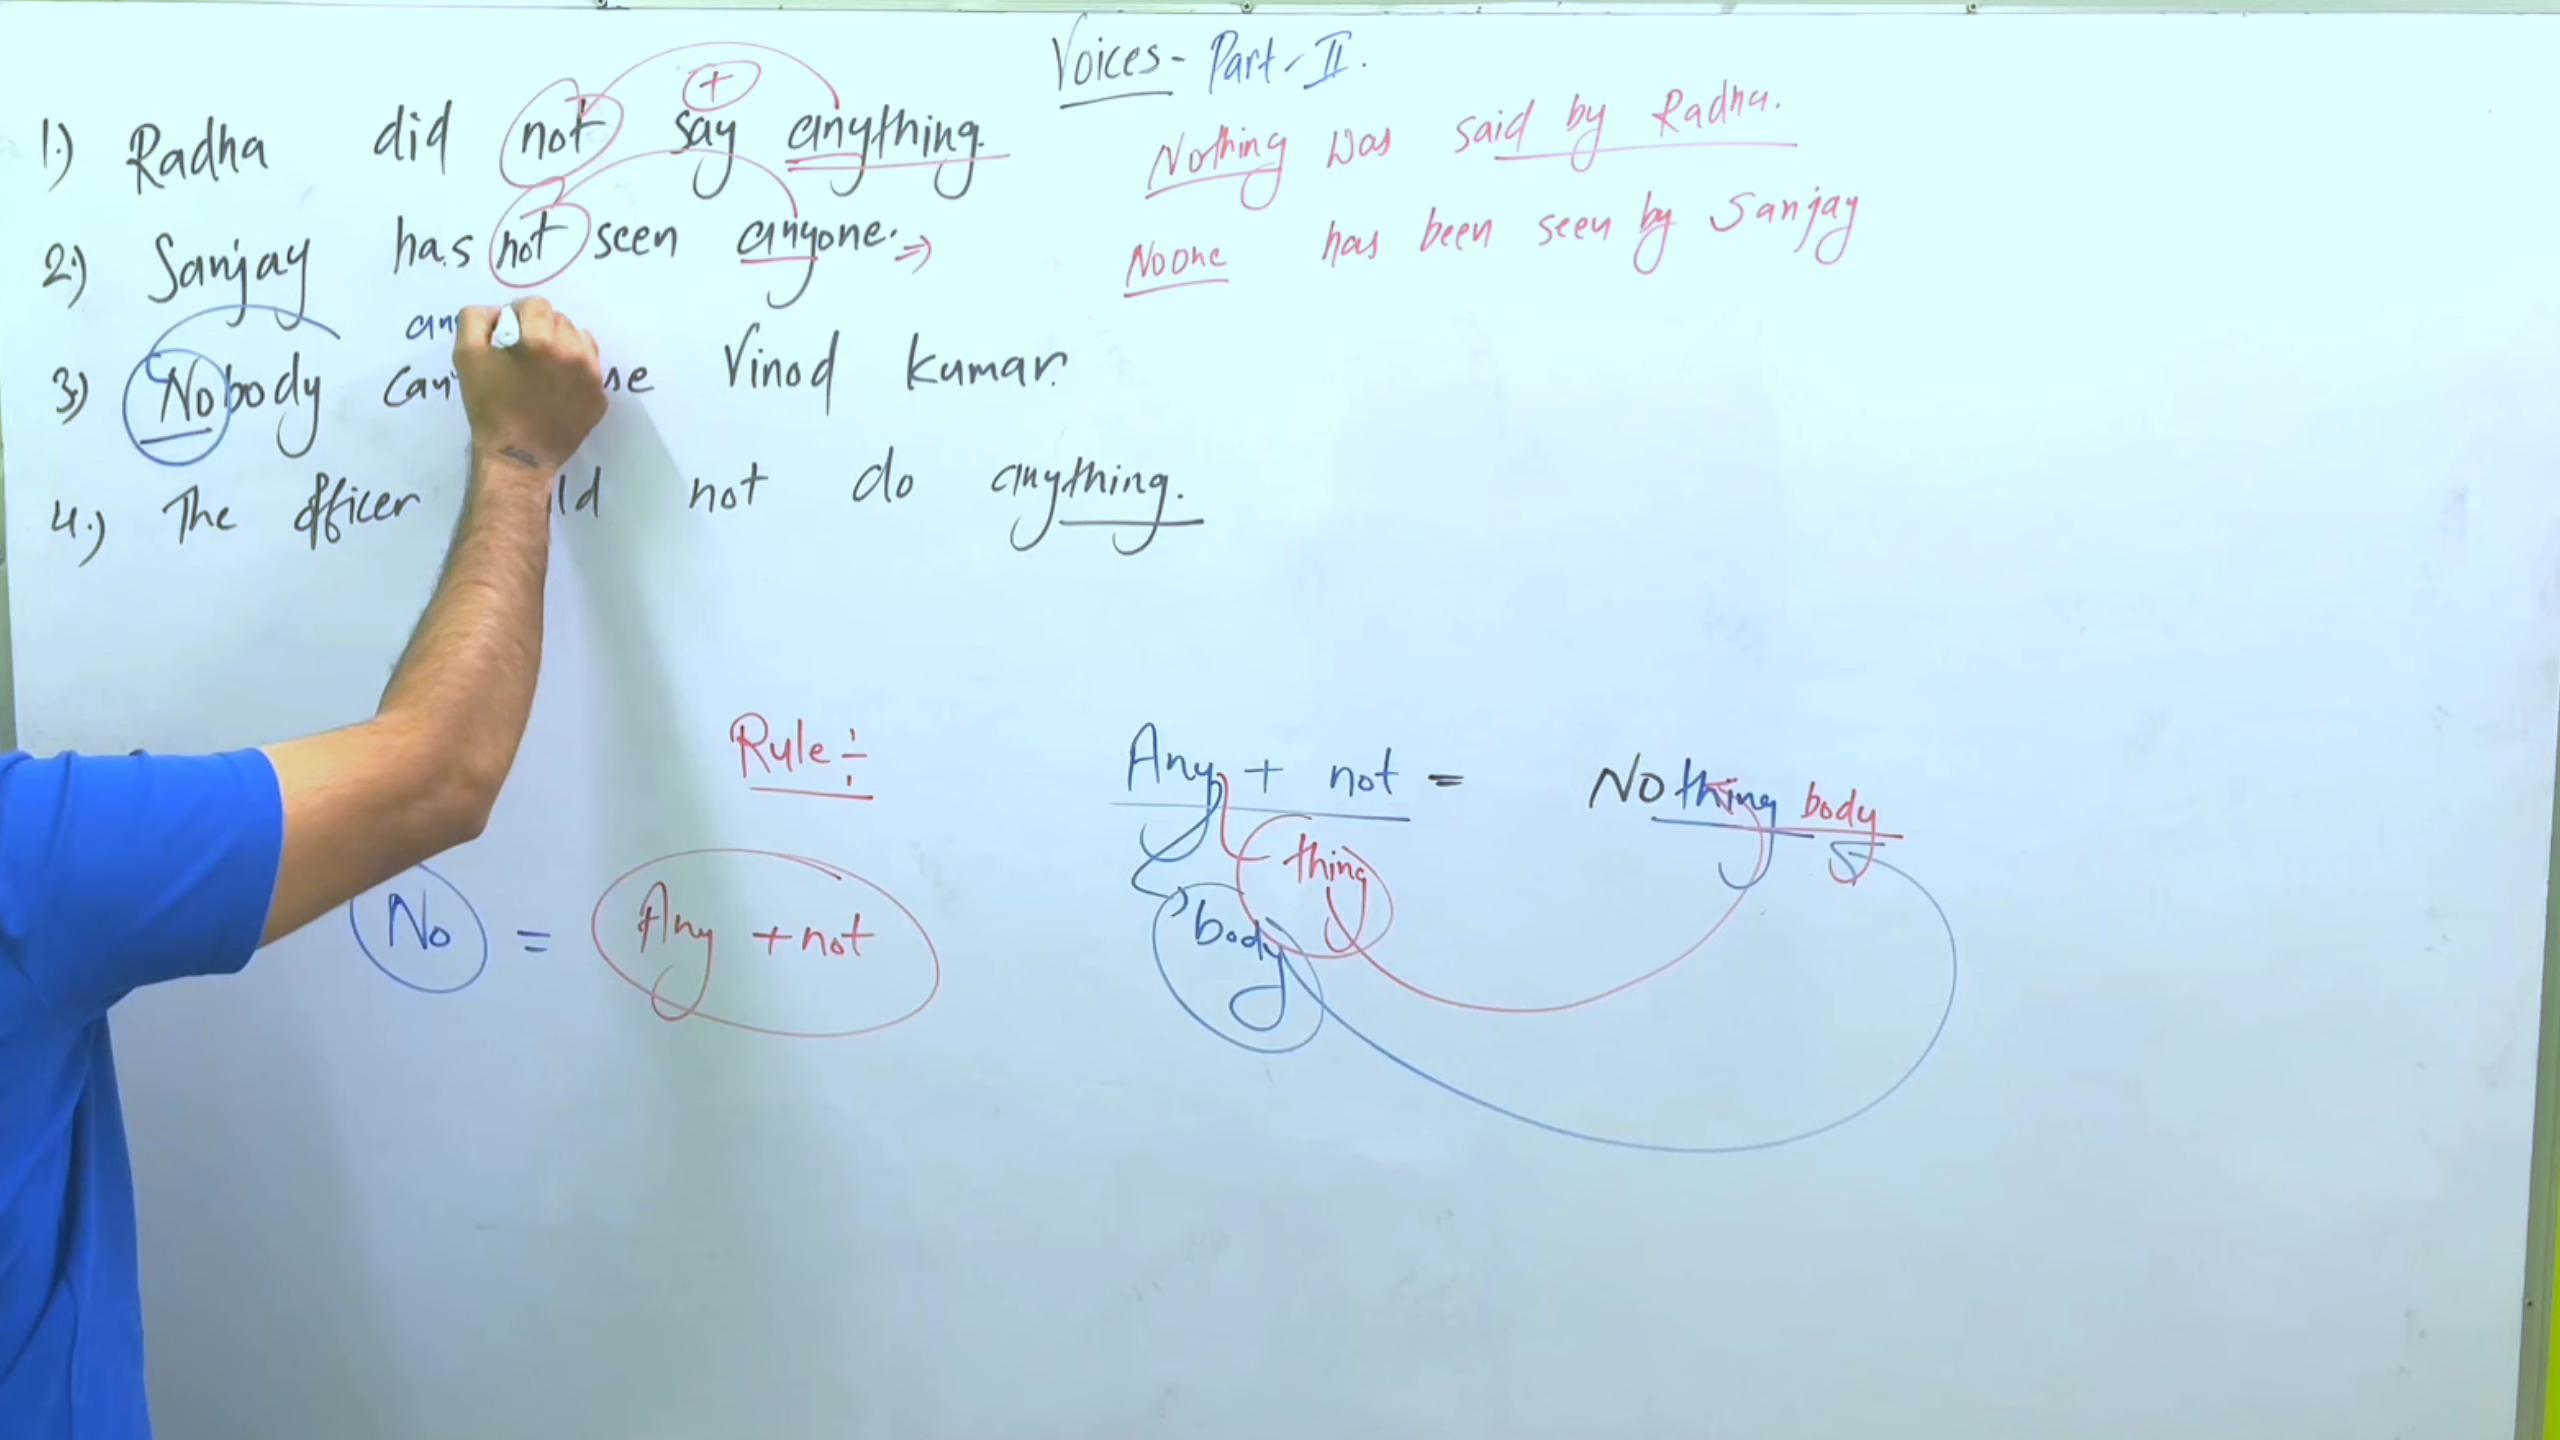 Voices - Part - II.
1.) Radha did not say anything.
+
Nothing was said by Radha.
2.) Sanjay has not seen anyone. ⇒
Noone has been seen by Sanjay
3.) Nobody can Vinod kumar.
4.) The officer not do anything.
Rule ÷
Any + not = Nothing body
thing
body
No = Any + not